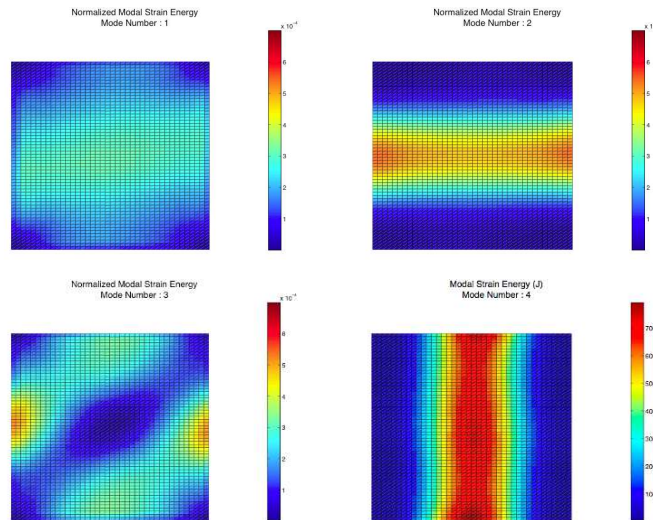 Normalized Modal Strain Energy
Mode Number : 1
x 10⁻⁴
6
5
4
3
2
1
Normalized Modal Strain Energy
Mode Number : 2
x 1
6
5
4
3
2
1
Normalized Modal Strain Energy
Mode Number : 3
x 10⁻⁴
6
5
4
3
2
1
Modal Strain Energy (J)
Mode Number : 4
70
60
50
40
30
20
10